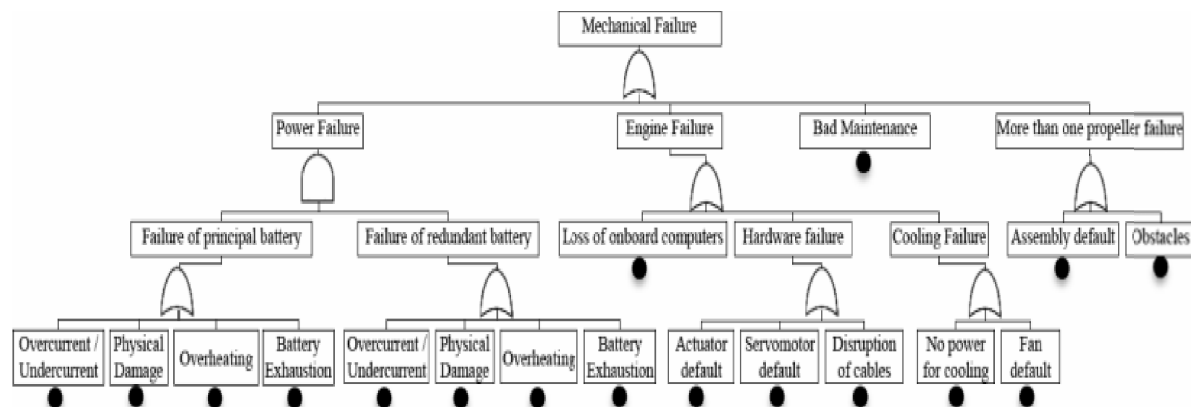 Mechanical Failure
Power Failure
Engine Failure
Bad Maintenance
More than one propeller failure
Failure of principal battery
Failure of redundant battery
Loss of onboard computers
Hardware failure
Cooling Failure
Assembly default
Obstacles
Overcurrent /
Undercurrent
Physical
Damage
Overheating
Battery
Exhaustion
Overcurrent /
Undercurrent
Physical
Damage
Overheating
Battery
Exhaustion
Actuator
default
Servomotor
default
Disruption
of cables
No power
for cooling
Fan
default